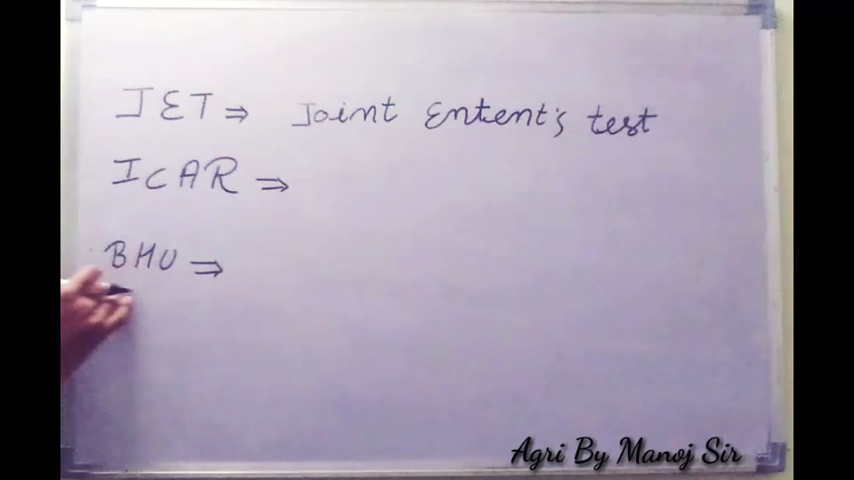 JET ⇒ Joint Entent's test
ICAR ⇒
BHU ⇒
Agri By Manoj Sir